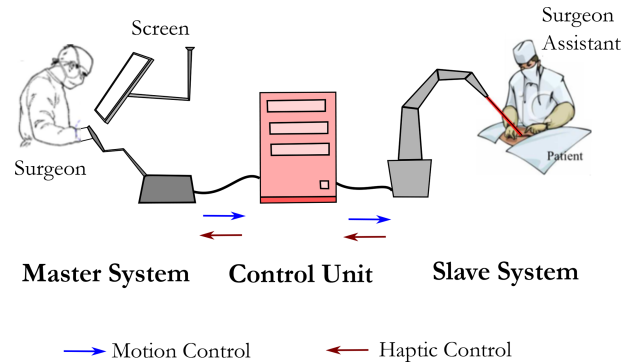 Screen
Surgeon
Assistant
Surgeon
Patient
Master System
Control Unit
Slave System
Motion Control
Haptic Control